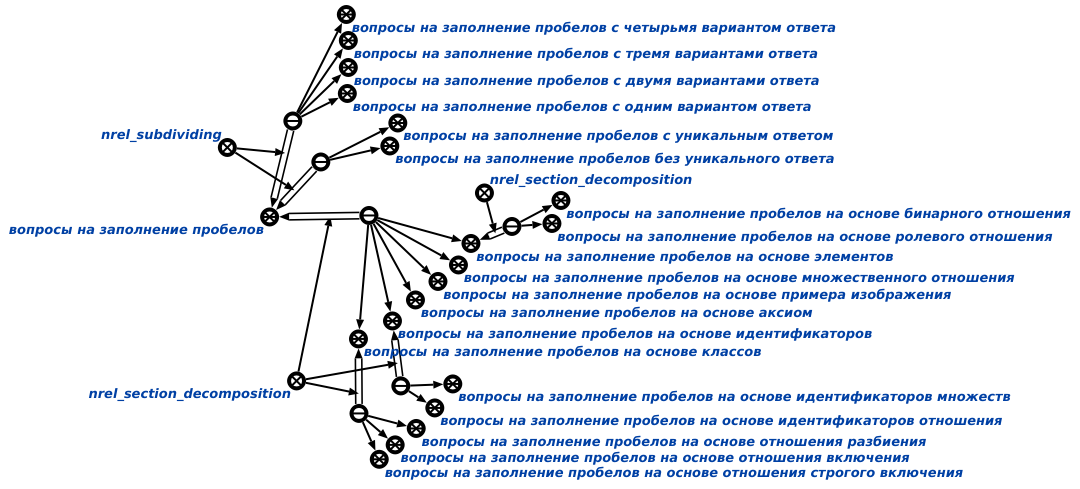 вопросы на заполнение пробелов с четырьмя вариантом ответа
вопросы на заполнение пробелов с тремя вариантами ответа
вопросы на заполнение пробелов с двумя вариантами ответа
вопросы на заполнение пробелов с одним вариантом ответа
nrel_subdividing
вопросы на заполнение пробелов с уникальным ответом
вопросы на заполнение пробелов без уникального ответа
nrel_section_decomposition
вопросы на заполнение пробелов на основе бинарного отношения
вопросы на заполнение пробелов
вопросы на заполнение пробелов на основе ролевого отношения
вопросы на заполнение пробелов на основе элементов
вопросы на заполнение пробелов на основе множественного отношения
вопросы на заполнение пробелов на основе примера изображения
вопросы на заполнение пробелов на основе аксиом
вопросы на заполнение пробелов на основе идентификаторов
вопросы на заполнение пробелов на основе классов
nrel_section_decomposition
вопросы на заполнение пробелов на основе идентификаторов множеств
вопросы на заполнение пробелов на основе идентификаторов отношения
вопросы на заполнение пробелов на основе отношения разбиения
вопросы на заполнение пробелов на основе отношения включения
вопросы на заполнение пробелов на основе отношения строгого включения